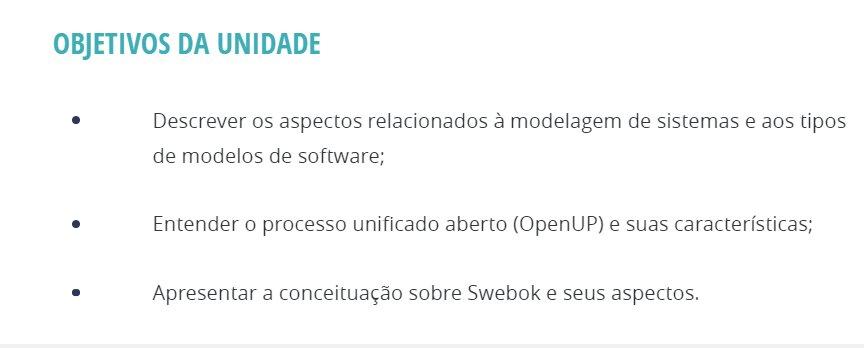 OBJETIVOS DA UNIDADE
• Descrever os aspectos relacionados à modelagem de sistemas e aos tipos
de modelos de software;
• Entender o processo unificado aberto (OpenUP) e suas características;
• Apresentar a conceituação sobre Swebok e seus aspectos.